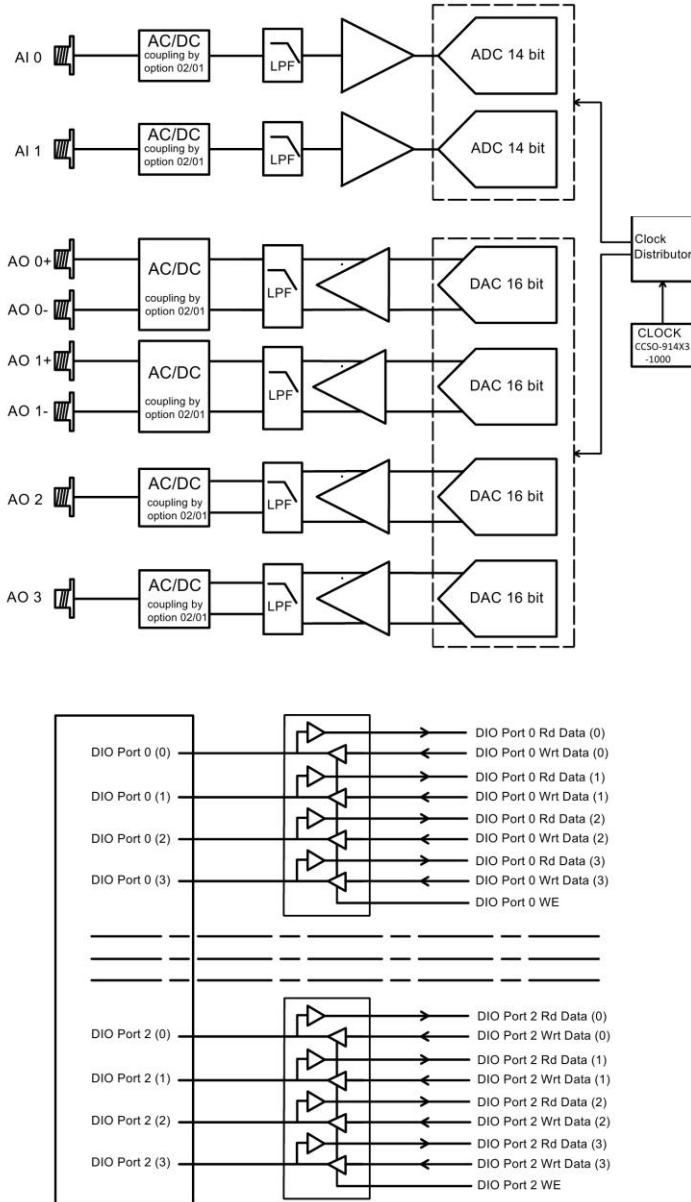 AI 0
AC/DC
coupling by
option 02/01
LPF
ADC 14 bit
AI 1
AC/DC
coupling by
option 02/01
LPF
ADC 14 bit
Clock
Distributor
CLOCK
CCSO-914X3
-1000
AO 0+
AO 0-
AC/DC
coupling by
option 02/01
LPF
DAC 16 bit
AO 1+
AO 1-
AC/DC
coupling by
option 02/01
LPF
DAC 16 bit
AO 2
AC/DC
coupling by
option 02/01
LPF
DAC 16 bit
AO 3
AC/DC
coupling by
option 02/01
LPF
DAC 16 bit
DIO Port 0 Rd Data (0)
DIO Port 0 (0)
DIO Port 0 Wrt Data (0)
DIO Port 0 Rd Data (1)
DIO Port 0 (1)
DIO Port 0 Wrt Data (1)
DIO Port 0 Rd Data (2)
DIO Port 0 (2)
DIO Port 0 Wrt Data (2)
DIO Port 0 Rd Data (3)
DIO Port 0 (3)
DIO Port 0 Wrt Data (3)
DIO Port 0 WE
DIO Port 2 Rd Data (0)
DIO Port 2 (0)
DIO Port 2 Wrt Data (0)
DIO Port 2 Rd Data (1)
DIO Port 2 (1)
DIO Port 2 Wrt Data (1)
DIO Port 2 Rd Data (2)
DIO Port 2 (2)
DIO Port 2 Wrt Data (2)
DIO Port 2 Rd Data (3)
DIO Port 2 (3)
DIO Port 2 Wrt Data (3)
DIO Port 2 WE